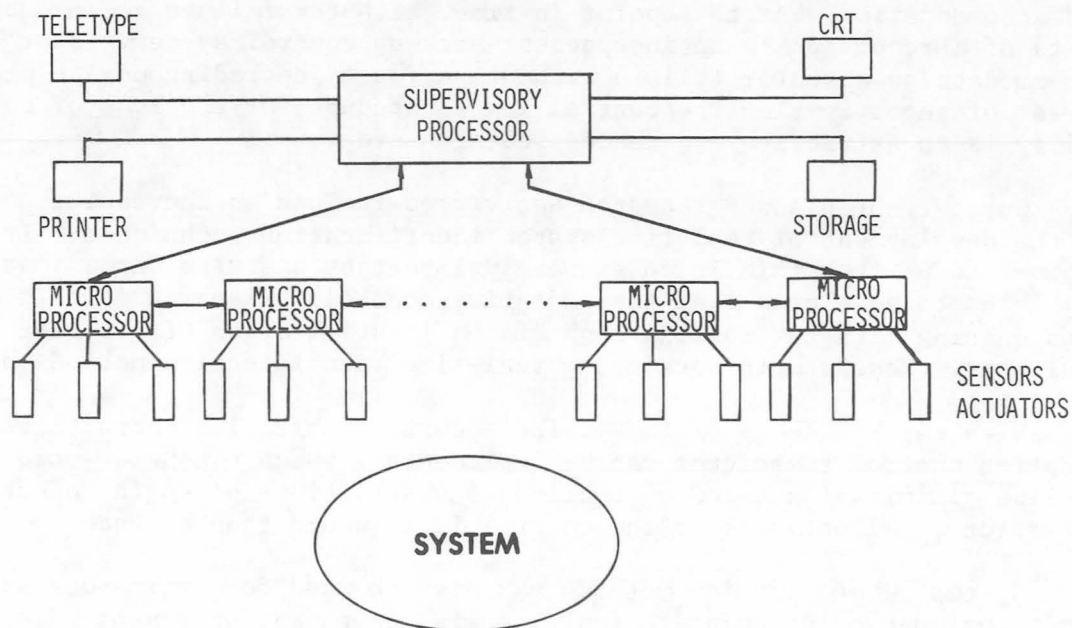 TELETYPE
CRT
SUPERVISORY
PROCESSOR
PRINTER
STORAGE
MICRO
PROCESSOR
MICRO
PROCESSOR
MICRO
PROCESSOR
MICRO
PROCESSOR
SENSORS
ACTUATORS
SYSTEM